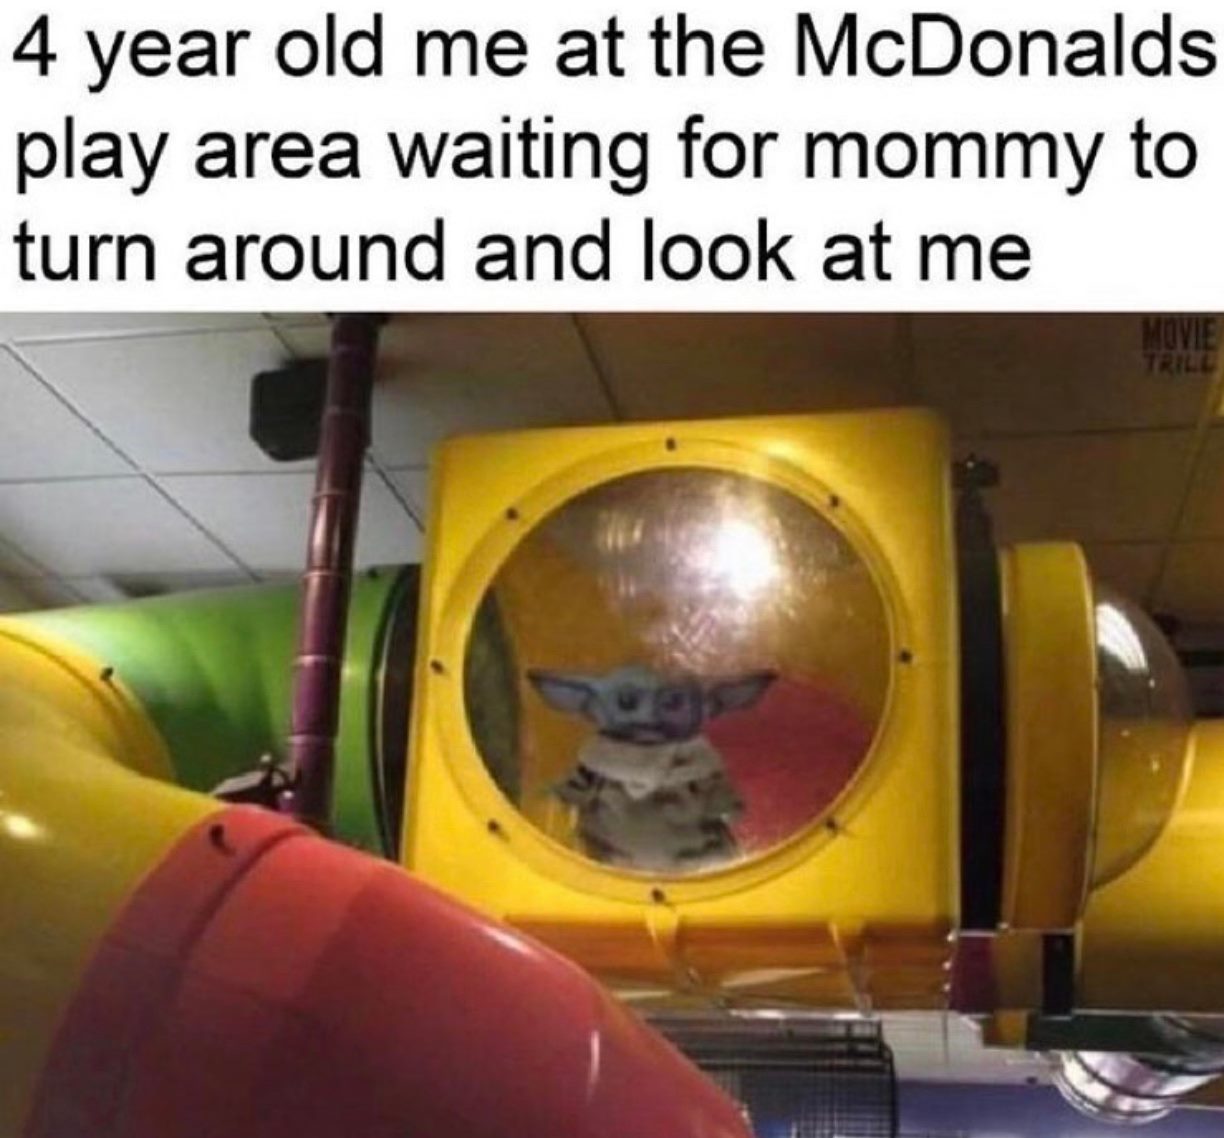 4 year old me at the McDonalds
play area waiting for mommy to
turn around and look at me
MOVIE
TRILL